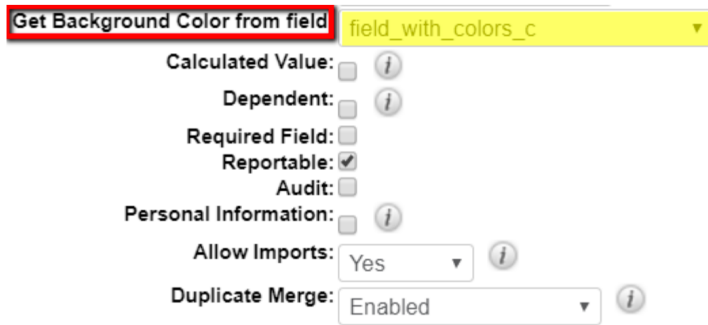 Get Background Color from field field_with_colors_c
Calculated Value: i
Dependent: i
Required Field:
Reportable:
Audit:
Personal Information: i
Allow Imports: Yes i
Duplicate Merge: Enabled i